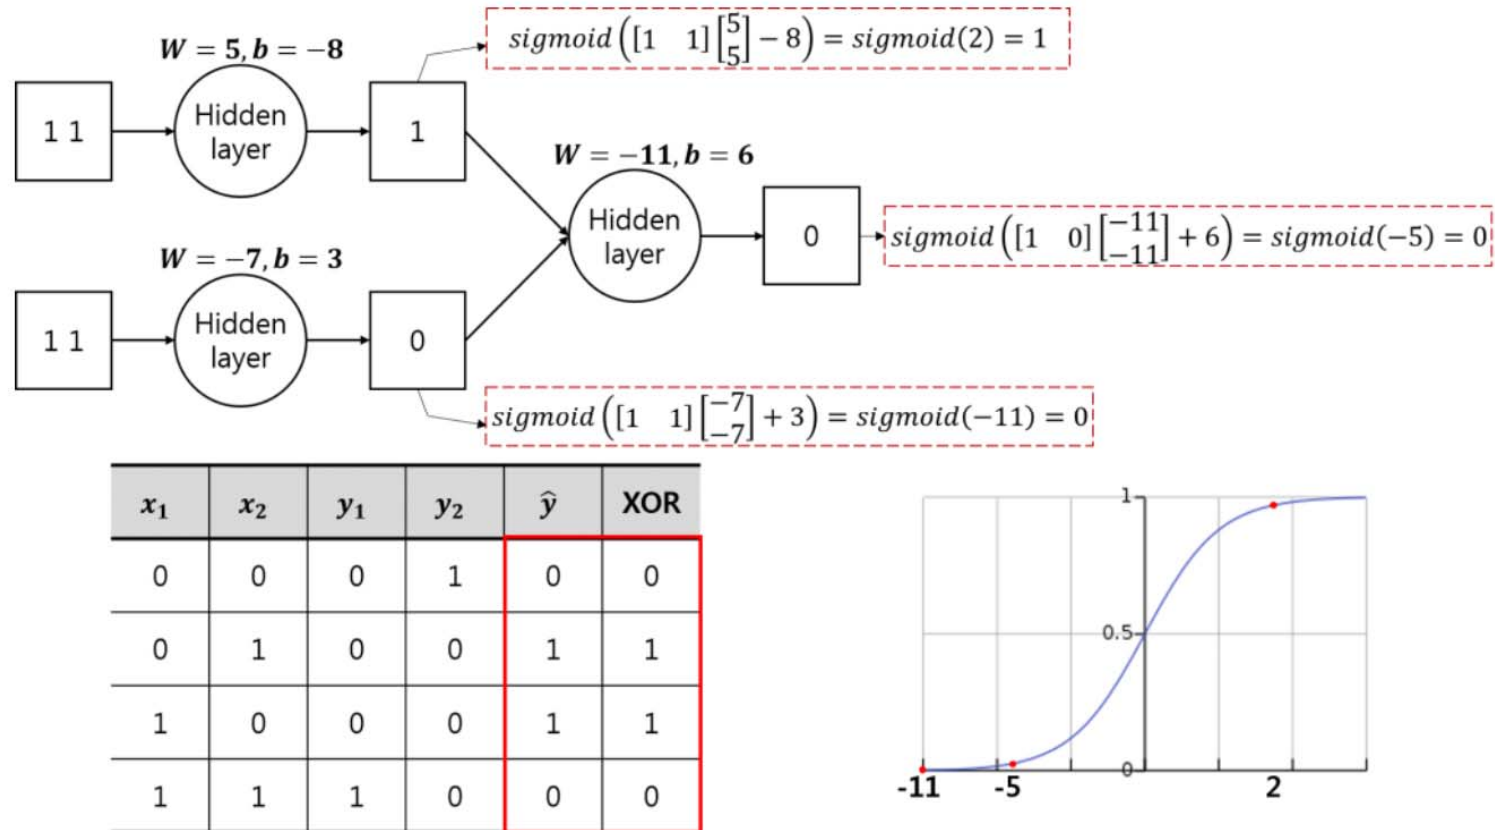 sigmoid ([1 1] [5 5] − 8) = sigmoid(2) = 1
W = 5, b = −8
1 1
Hidden
layer
1
W = −11, b = 6
Hidden
layer
0
sigmoid ([1 0] [−11 −11] + 6) = sigmoid(−5) = 0
W = −7, b = 3
1 1
Hidden
layer
0
sigmoid ([1 1] [−7 −7] + 3) = sigmoid(−11) = 0
x₁ x₂ y₁ y₂ ŷ XOR
0 0 0 1 0 0
0 1 0 0 1 1
1 0 0 0 1 1
1 1 1 0 0 0
1
0.5
0
-11 -5 2